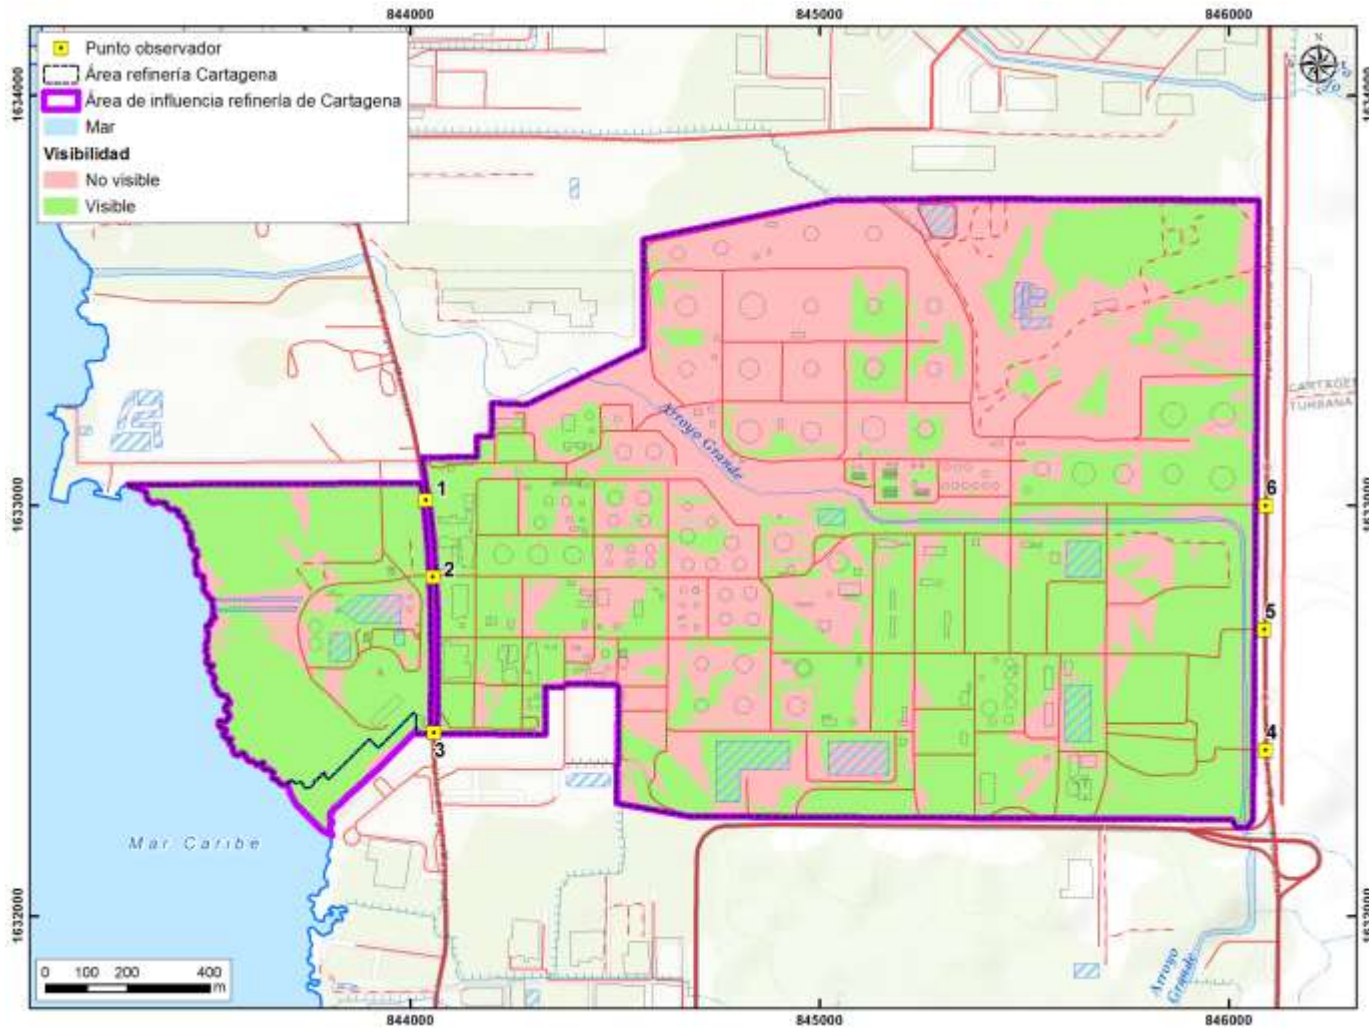 844000
845000
846000
1634000
1633000
1632000
Punto observador
Área refinería Cartagena
Área de influencia refinería de Cartagena
Mar
Visibilidad
No visible
Visible
N
S
Arroyo Grande
1
2
3
4
5
6
TURBANA
Mar Caribe
Arroyo
Grande
0 100 200 400
m
1633000
1632000
844000
845000
846000